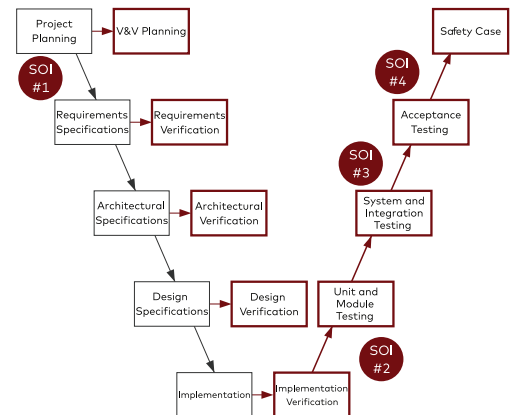 Project
Planning
V&V Planning
Safety Case
SOI
#1
SOI
#4
Requirements
Specifications
Requirements
Verification
Acceptance
Testing
SOI
#3
Architectural
Specifications
Architectural
Verification
System and
Integration
Testing
Design
Specifications
Design
Verification
Unit and
Module
Testing
SOI
#2
Implementation
Implementation
Verification